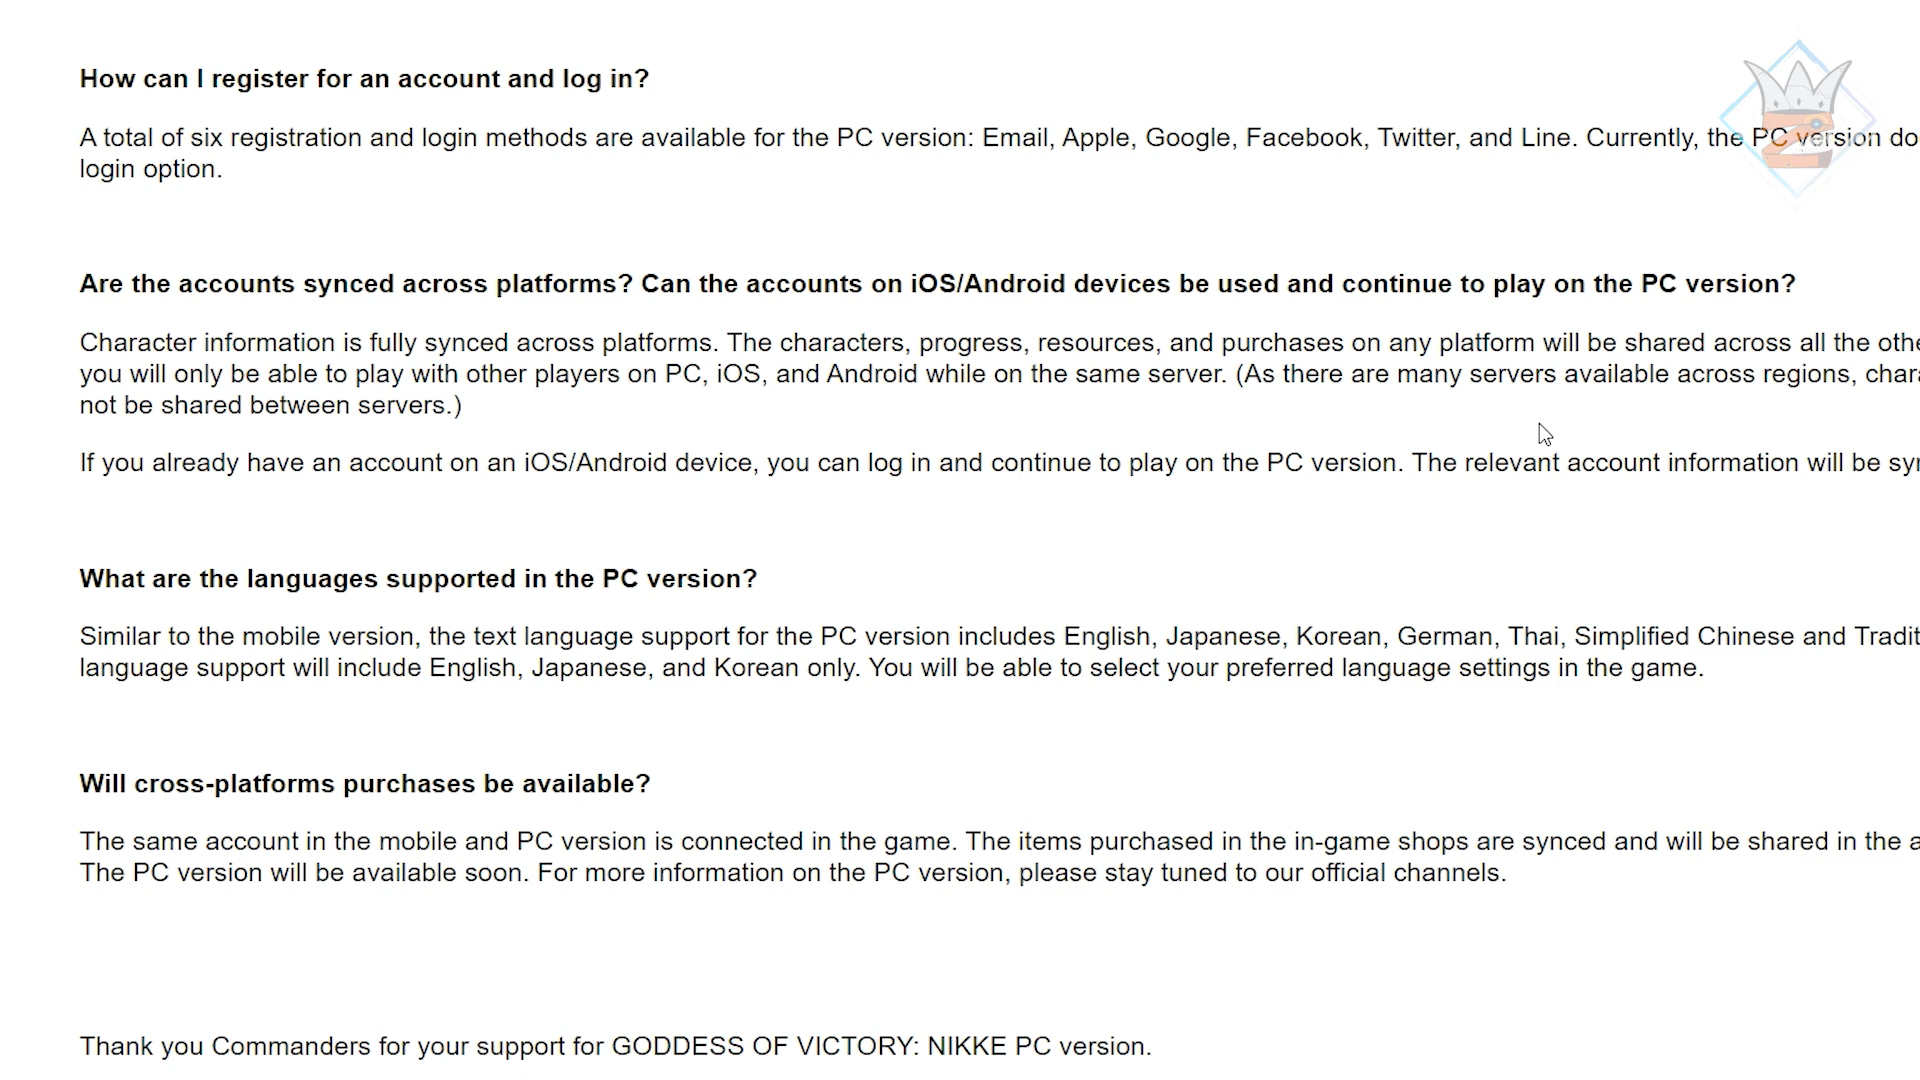 How can I register for an account and log in?
A total of six registration and login methods are available for the PC version: Email, Apple, Google, Facebook, Twitter, and Line. Currently, the PC version do
login option.
Are the accounts synced across platforms? Can the accounts on iOS/Android devices be used and continue to play on the PC version?
Character information is fully synced across platforms. The characters, progress, resources, and purchases on any platform will be shared across all the othe
you will only be able to play with other players on PC, iOS, and Android while on the same server. (As there are many servers available across regions, chara
not be shared between servers.)
If you already have an account on an iOS/Android device, you can log in and continue to play on the PC version. The relevant account information will be syn
What are the languages supported in the PC version?
Similar to the mobile version, the text language support for the PC version includes English, Japanese, Korean, German, Thai, Simplified Chinese and Tradit
language support will include English, Japanese, and Korean only. You will be able to select your preferred language settings in the game.
Will cross-platforms purchases be available?
The same account in the mobile and PC version is connected in the game. The items purchased in the in-game shops are synced and will be shared in the a
The PC version will be available soon. For more information on the PC version, please stay tuned to our official channels.
Thank you Commanders for your support for GODDESS OF VICTORY: NIKKE PC version.